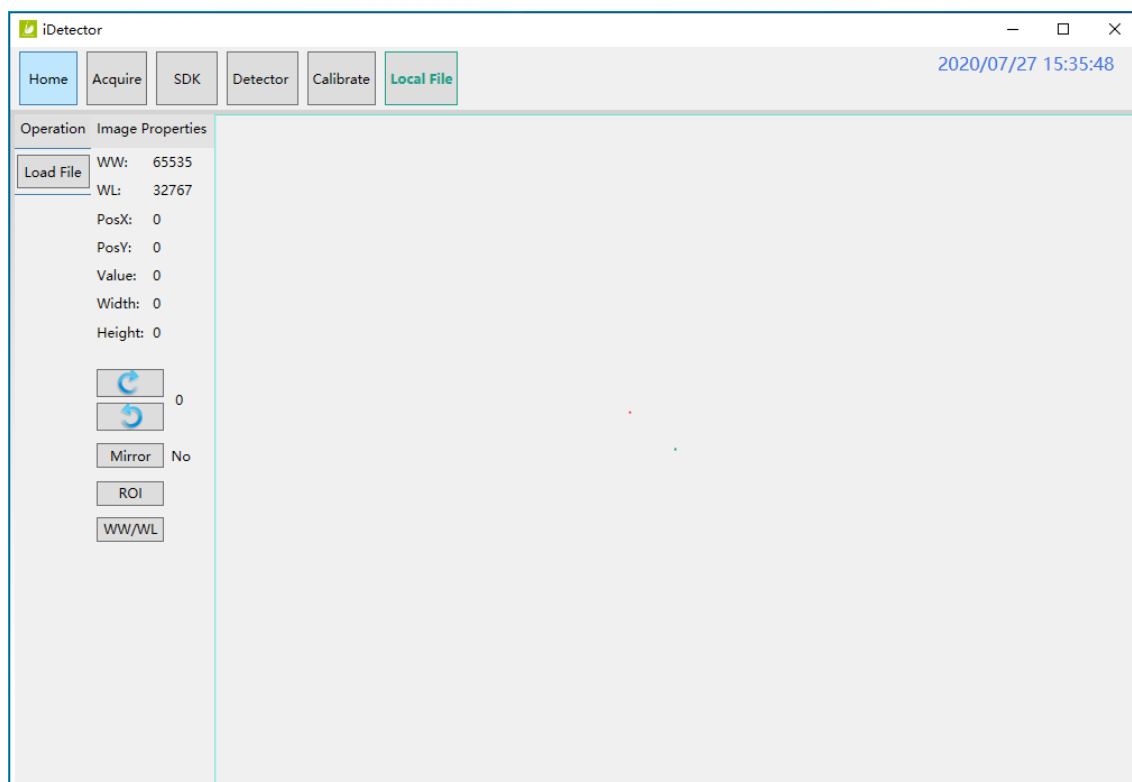 iDetector
Home Acquire SDK Detector Calibrate Local File 2020/07/27 15:35:48
Operation Image Properties
Load File
WW: 65535
WL: 32767
PosX: 0
PosY: 0
Value: 0
Width: 0
Height: 0
0
Mirror No
ROI
WW/WL